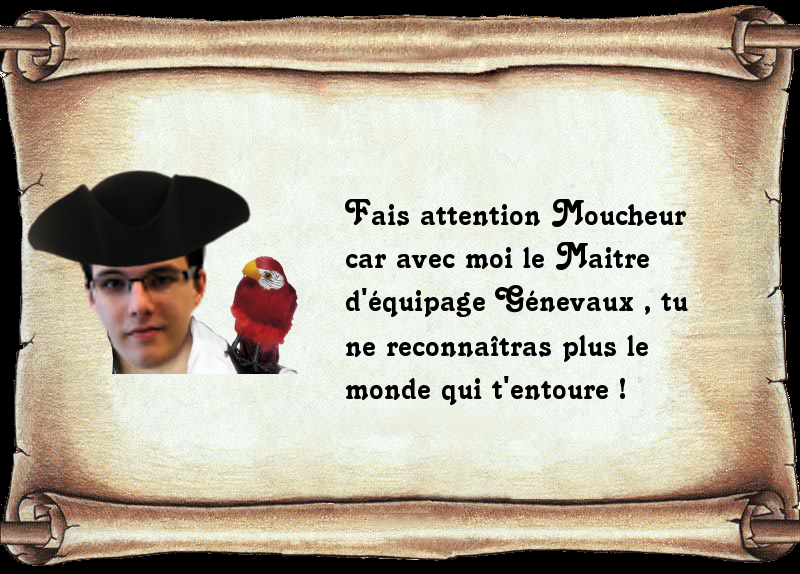 Fais attention Moucheur
car avec moi le Maitre
d'équipage Génevaux , tu
ne reconnaîtras plus le
monde qui t'entoure !